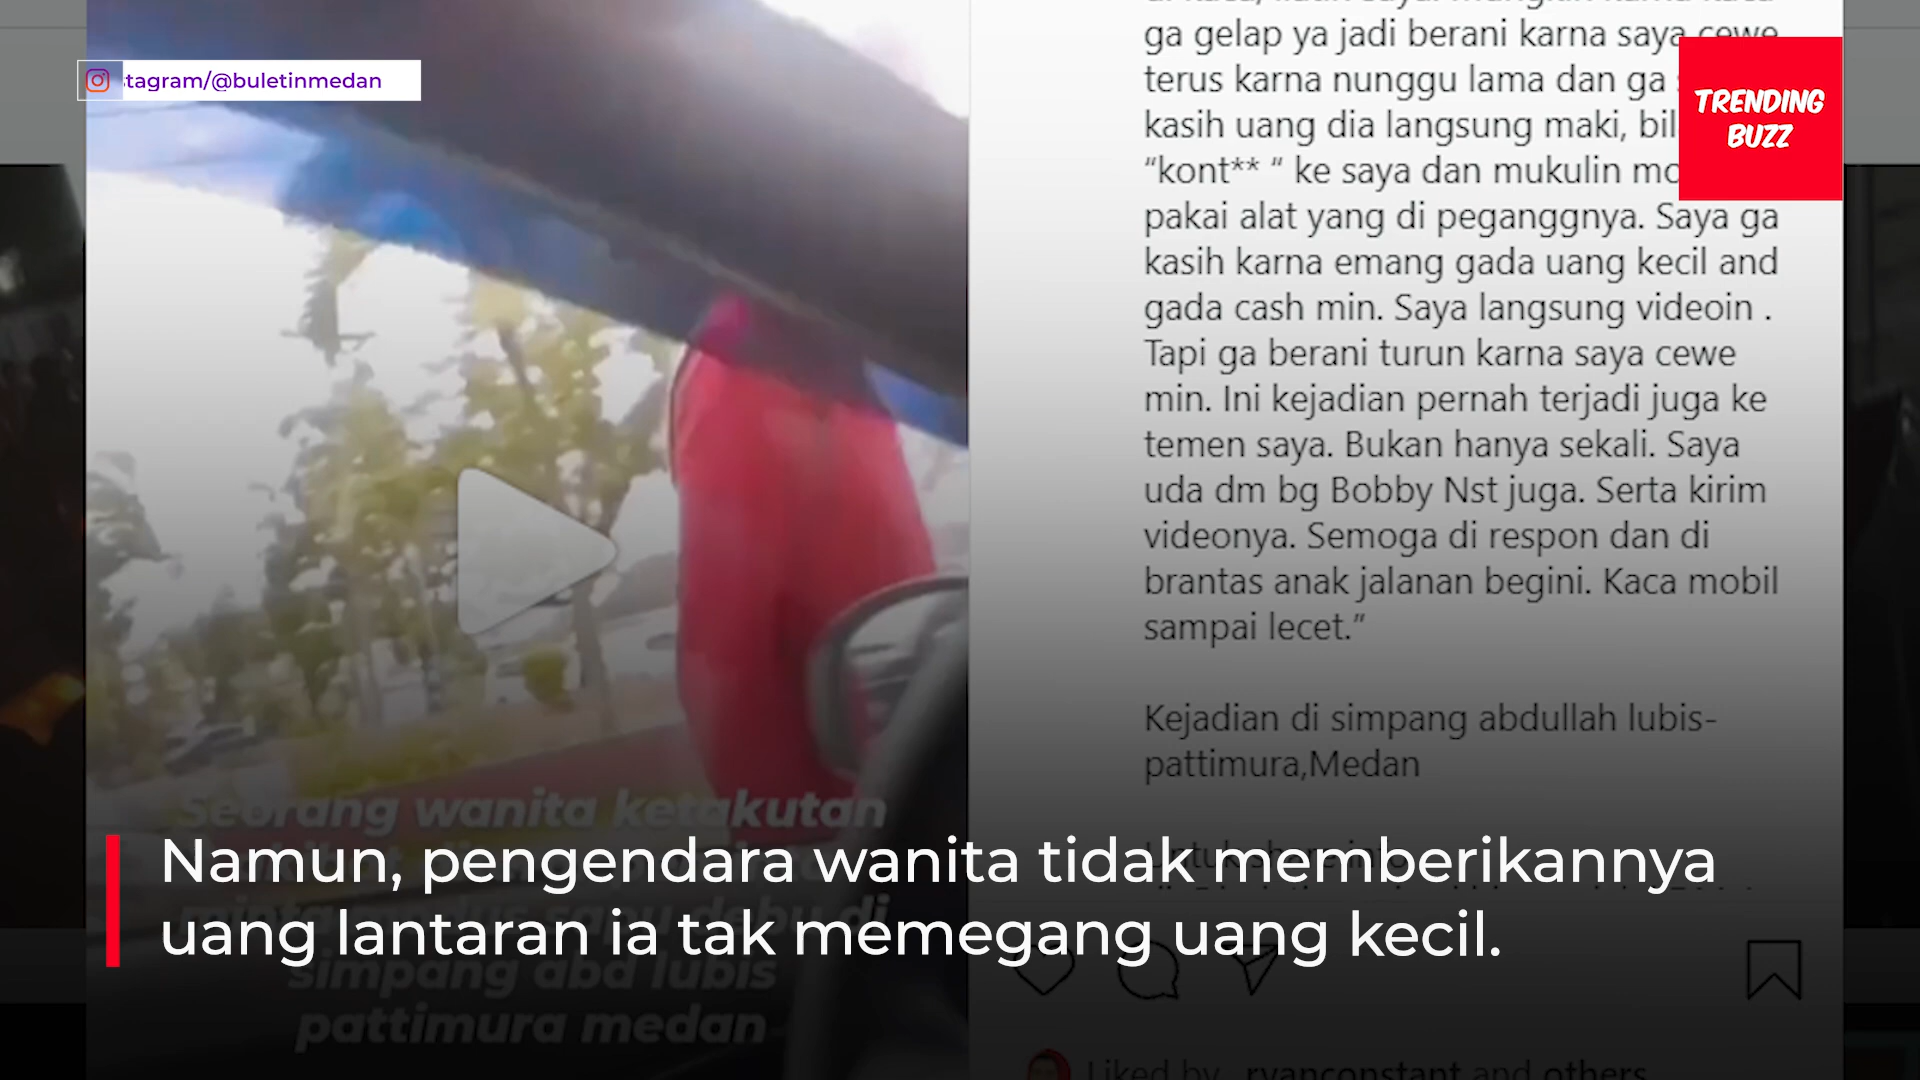 stagram/@buletinmedan
TRENDING
BUZZ
ga gelap ya jadi berani karna saya cewe
terus karna nunggu lama dan ga
kasih uang dia langsung maki,
“kont** “ ke saya dan mukulin
pakai alat yang di peganggnya. Saya ga
kasih karna emang gada uang kecil and
gada cash min. Saya langsung videoin .
Tapi ga berani turun karna saya cewe
min. Ini kejadian pernah terjadi juga ke
temen saya. Bukan hanya sekali. Saya
uda dm bg Bobby Nst juga. Serta kirim
videonya. Semoga di respon dan di
brantas anak jalanan begini. Kaca mobil
sampai lecet.”
Kejadian di simpang abdullah lubis-
pattimura,Medan
Seorang wanita ketakutan
simpang abd lubis
pattimura medan
Namun, pengendara wanita tidak memberikannya
uang lantaran ia tak memegang uang kecil.
Liked by ryanconstant and others